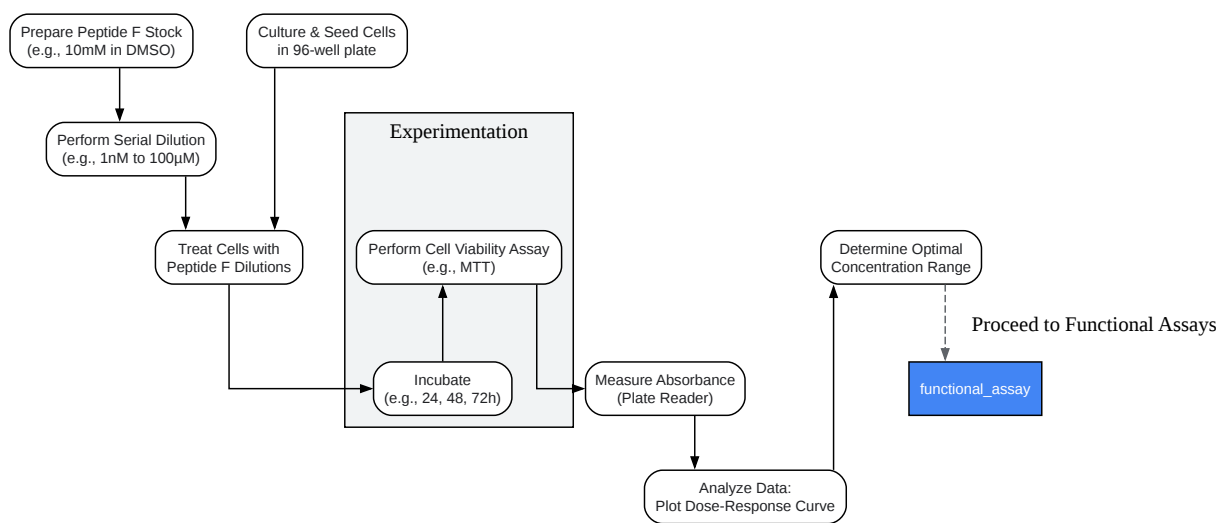 Prepare Peptide F Stock
(e.g., 10mM in DMSO)
Culture & Seed Cells
in 96-well plate
Perform Serial Dilution
(e.g., 1nM to 100µM)
Experimentation
Treat Cells with
Peptide F Dilutions
Perform Cell Viability Assay
(e.g., MTT)
Determine Optimal
Concentration Range
Proceed to Functional Assays
Incubate
(e.g., 24, 48, 72h)
Measure Absorbance
(Plate Reader)
functional_assay
Analyze Data:
Plot Dose-Response Curve